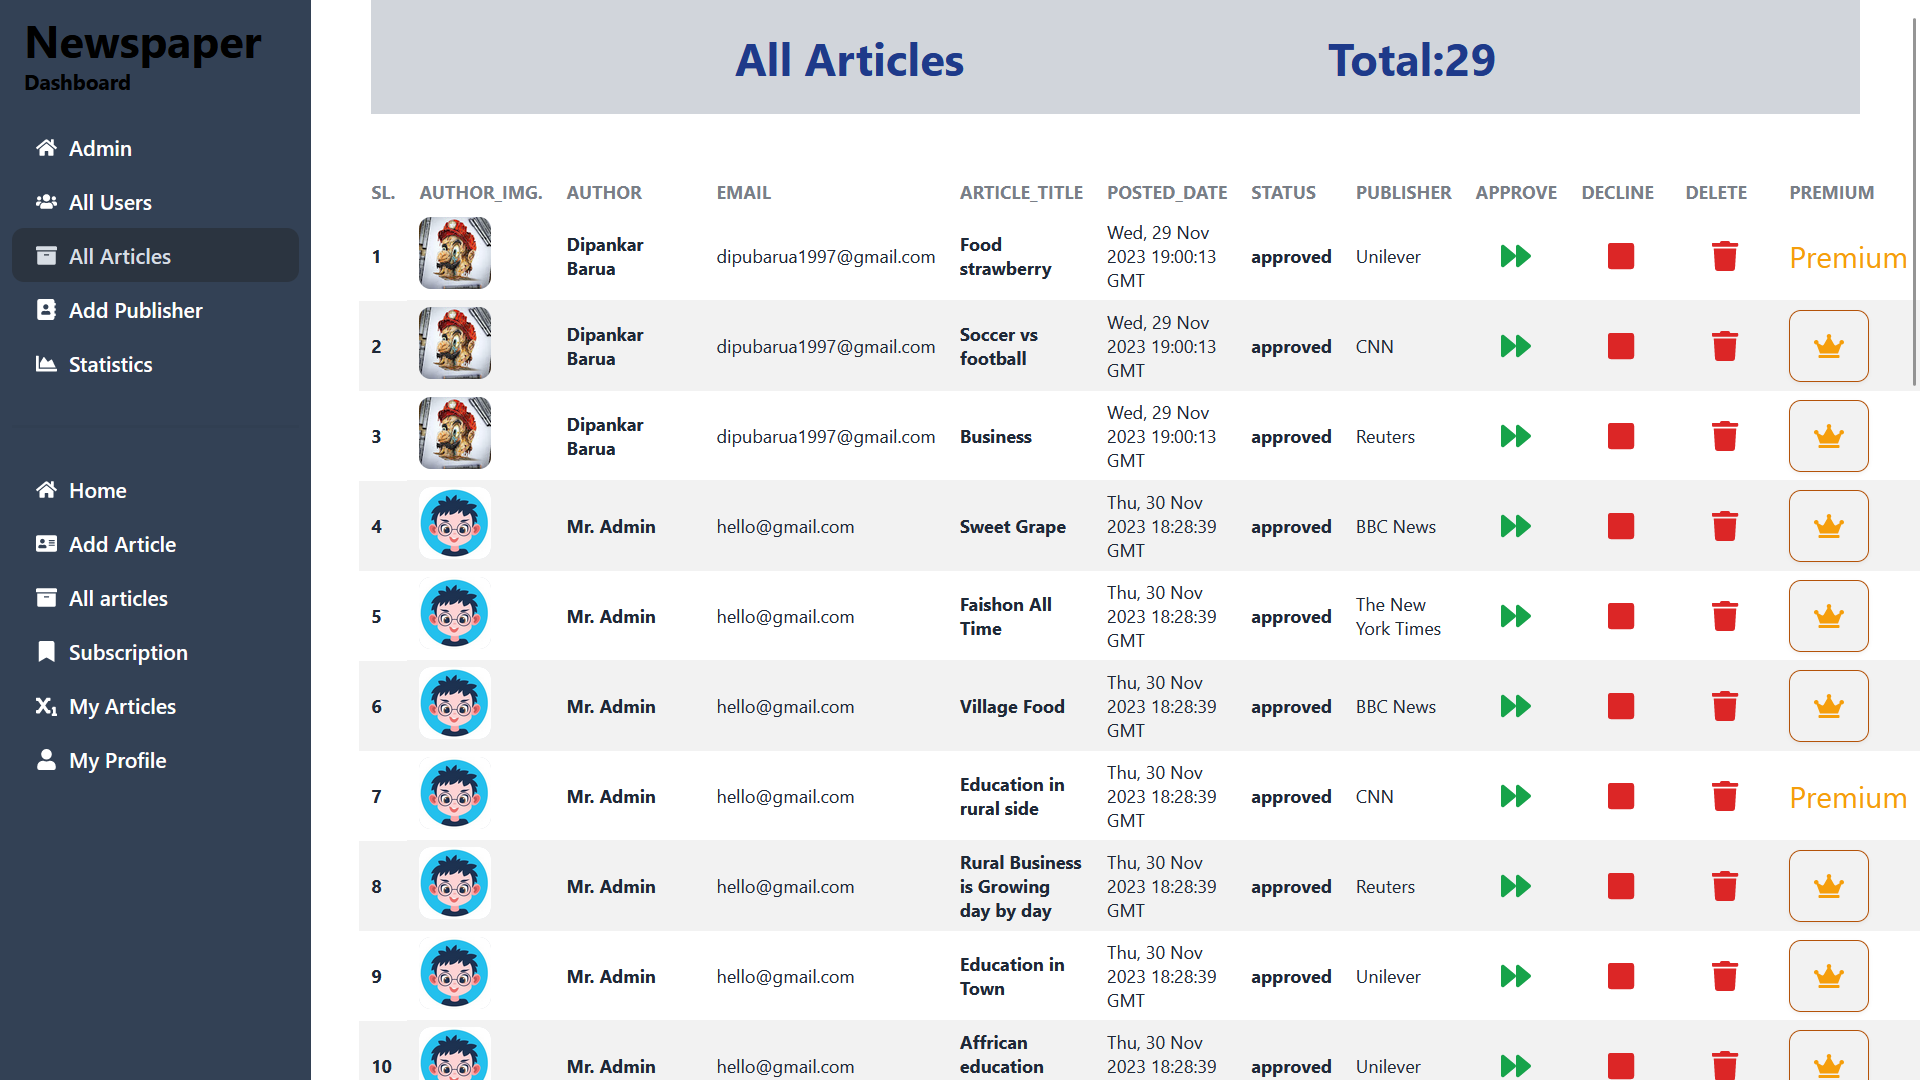 Newspaper
Dashboard
Admin
All Users
All Articles
Add Publisher
Statistics
Home
Add Article
All articles
Subscription
My Articles
My Profile
All Articles Total:29
SL. AUTHOR_IMG. AUTHOR EMAIL ARTICLE_TITLE POSTED_DATE STATUS PUBLISHER APPROVE DECLINE DELETE PREMIUM
1 Dipankar Barua dipubarua1997@gmail.com Food strawberry Wed, 29 Nov 2023 19:00:13 GMT approved Unilever Premium
2 Dipankar Barua dipubarua1997@gmail.com Soccer vs football Wed, 29 Nov 2023 19:00:13 GMT approved CNN
3 Dipankar Barua dipubarua1997@gmail.com Business Wed, 29 Nov 2023 19:00:13 GMT approved Reuters
4 Mr. Admin hello@gmail.com Sweet Grape Thu, 30 Nov 2023 18:28:39 GMT approved BBC News
5 Mr. Admin hello@gmail.com Faishon All Time Thu, 30 Nov 2023 18:28:39 GMT approved The New York Times
6 Mr. Admin hello@gmail.com Village Food Thu, 30 Nov 2023 18:28:39 GMT approved BBC News
7 Mr. Admin hello@gmail.com Education in rural side Thu, 30 Nov 2023 18:28:39 GMT approved CNN Premium
8 Mr. Admin hello@gmail.com Rural Business is Growing day by day Thu, 30 Nov 2023 18:28:39 GMT approved Reuters
9 Mr. Admin hello@gmail.com Education in Town Thu, 30 Nov 2023 18:28:39 GMT approved Unilever
10 Mr. Admin hello@gmail.com Affrican education Thu, 30 Nov 2023 18:28:39 approved Unilever